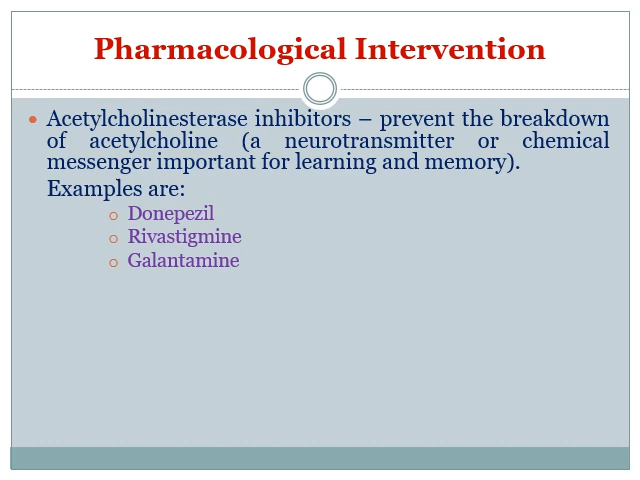 Pharmacological Intervention
• Acetylcholinesterase inhibitors – prevent the breakdown
of acetylcholine (a neurotransmitter or chemical
messenger important for learning and memory).
Examples are:
o Donepezil
o Rivastigmine
o Galantamine